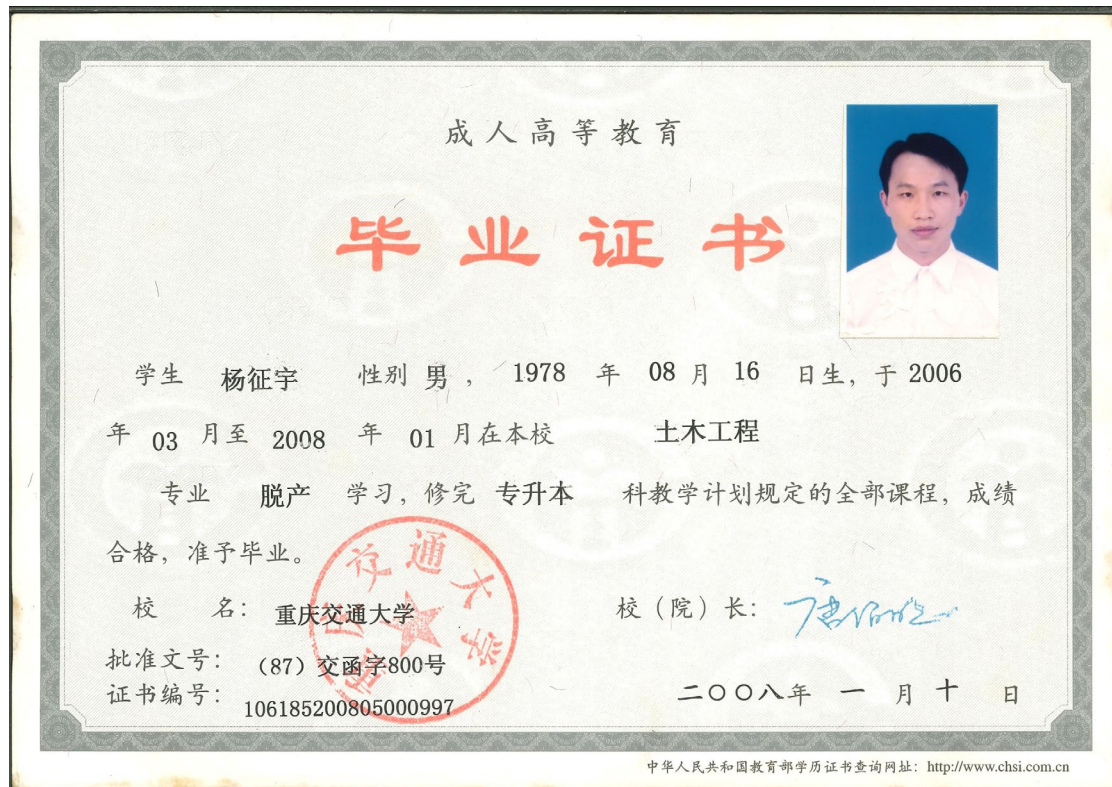 成人高等教育
毕业证书
学生 杨征宇 性别 男 ， 1978 年 08 月 16 日生，于 2006
年 03 月至 2008 年 01 月在本校 土木工程
专业 脱产 学习，修完 专升本 科教学计划规定的全部课程，成绩
合格，准予毕业。
校 名： 重庆交通大学 校（院）长：
重庆交通大学
批准文号： （87）交函字800号
证书编号： 106185200805000997 二〇〇八年 一 月 十 日
中华人民共和国教育部学历证书查询网址：http://www.chsi.com.cn